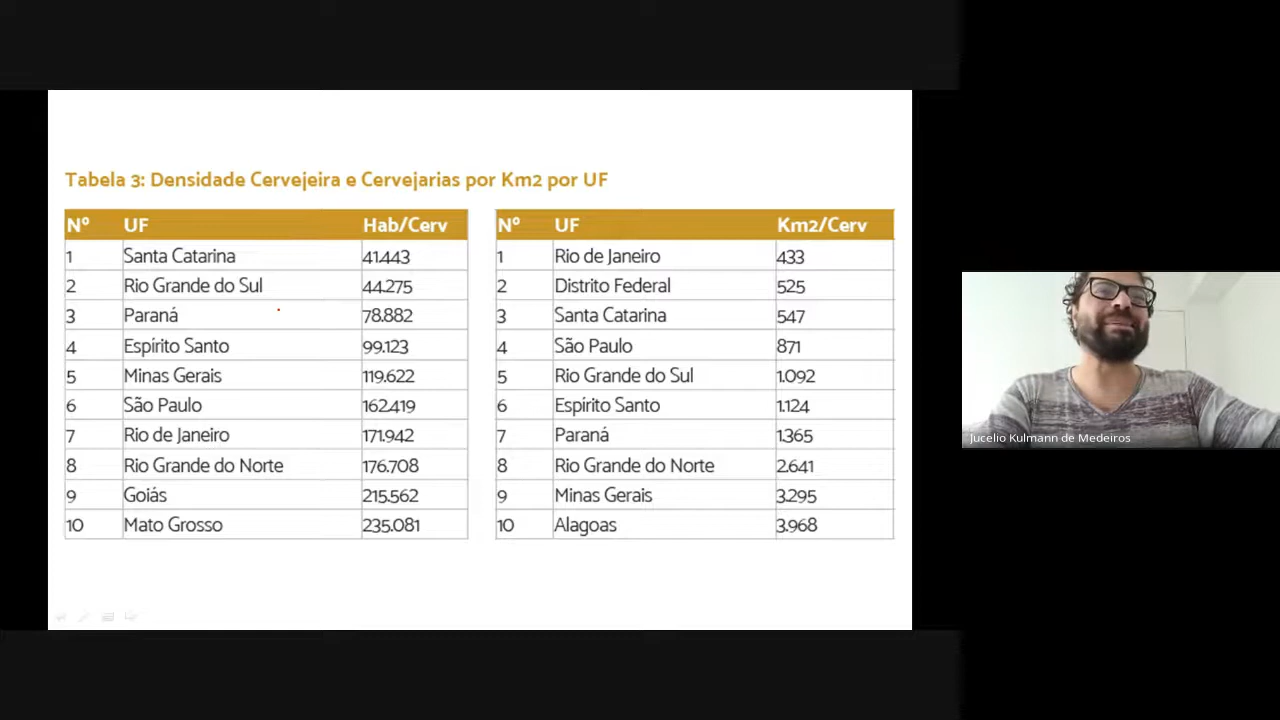 Tabela 3: Densidade Cervejeira e Cervejarias por Km2 por UF
Nº UF Hab/Cerv
1 Santa Catarina 41.443
2 Rio Grande do Sul 44.275
3 Paraná 78.882
4 Espírito Santo 99.123
5 Minas Gerais 119.622
6 São Paulo 162.419
7 Rio de Janeiro 171.942
8 Rio Grande do Norte 176.708
9 Goiás 215.562
10 Mato Grosso 235.081
Nº UF Km2/Cerv
1 Rio de Janeiro 433
2 Distrito Federal 525
3 Santa Catarina 547
4 São Paulo 871
5 Rio Grande do Sul 1.092
6 Espírito Santo 1.124
7 Paraná 1.365
8 Rio Grande do Norte 2.641
9 Minas Gerais 3.295
10 Alagoas 3.968
Jucelio Kulmann de Medeiros